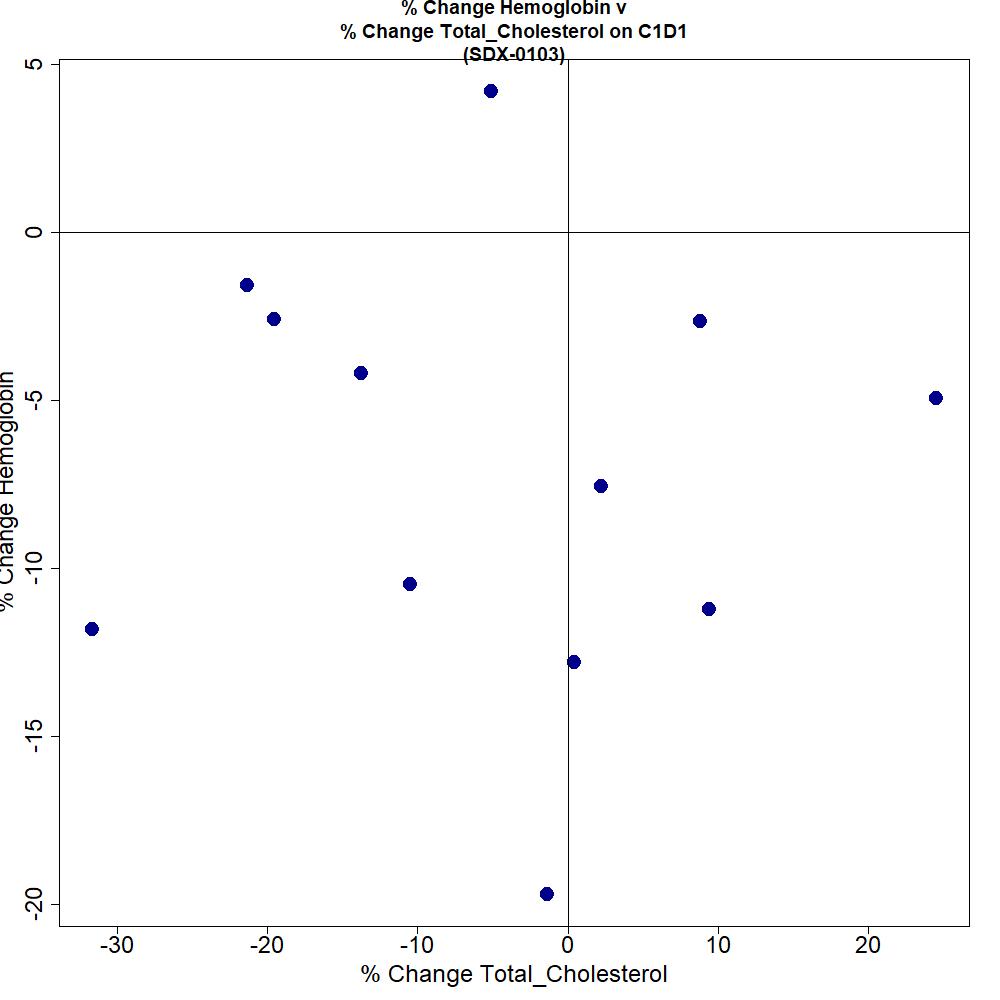 % Change Hemoglobin v
% Change Total_Cholesterol on C1D1
(SDX-0103)
5
0
-5
-10
-15
-20
% Change Hemoglobin
-30
-20
-10
0
10
20
% Change Total_Cholesterol